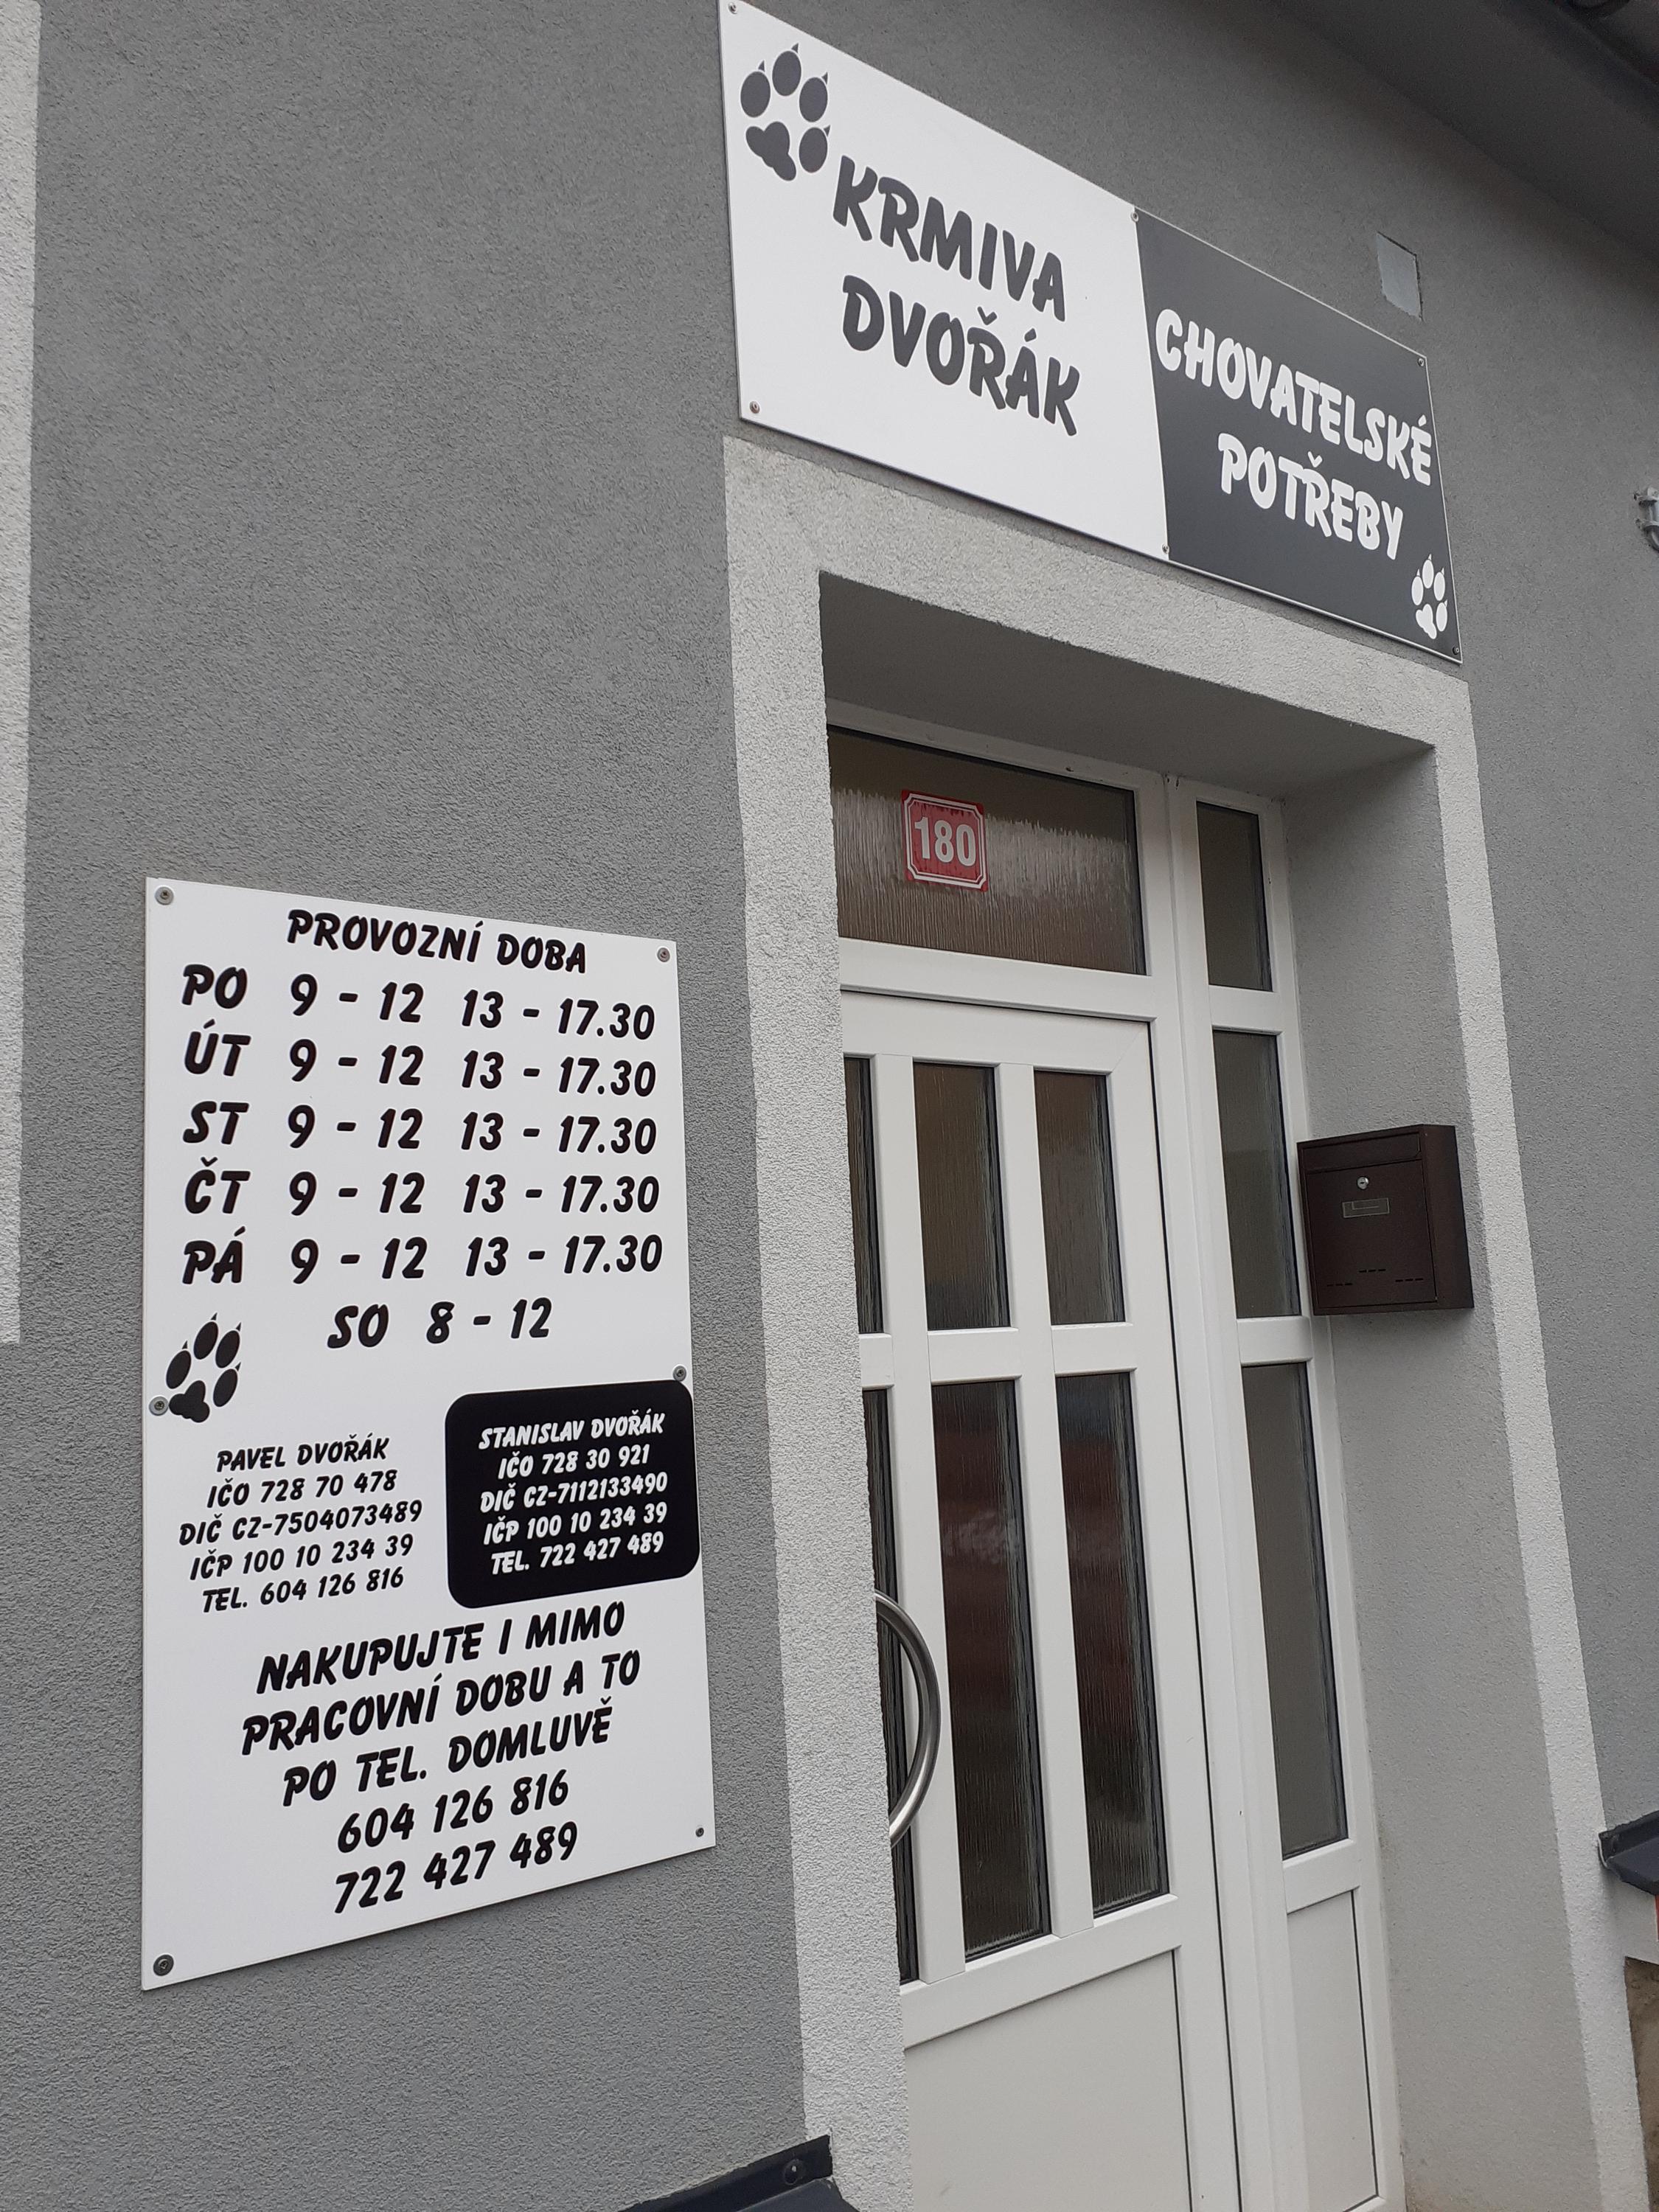 KRMIVA
DVOŘÁK
CHOVATELSKÉ
POTŘEBY
180
PROVOZNÍ DOBA
PO 9 - 12 13 - 17.30
ÚT 9 - 12 13 - 17.30
ST 9 - 12 13 - 17.30
ČT 9 - 12 13 - 17.30
PÁ 9 - 12 13 - 17.30
SO 8 - 12
PAVEL DVOŘÁK
IČO 728 70 478
DIČ CZ-7504073489
IČP 100 10 234 39
TEL. 604 126 816
STANISLAV DVOŘÁK
IČO 728 30 921
DIČ CZ-7112133490
IČP 100 10 234 39
TEL. 722 427 489
NAKUPUJTE I MIMO
PRACOVNÍ DOBU A TO
PO TEL. DOMLUVĚ
604 126 816
722 427 489